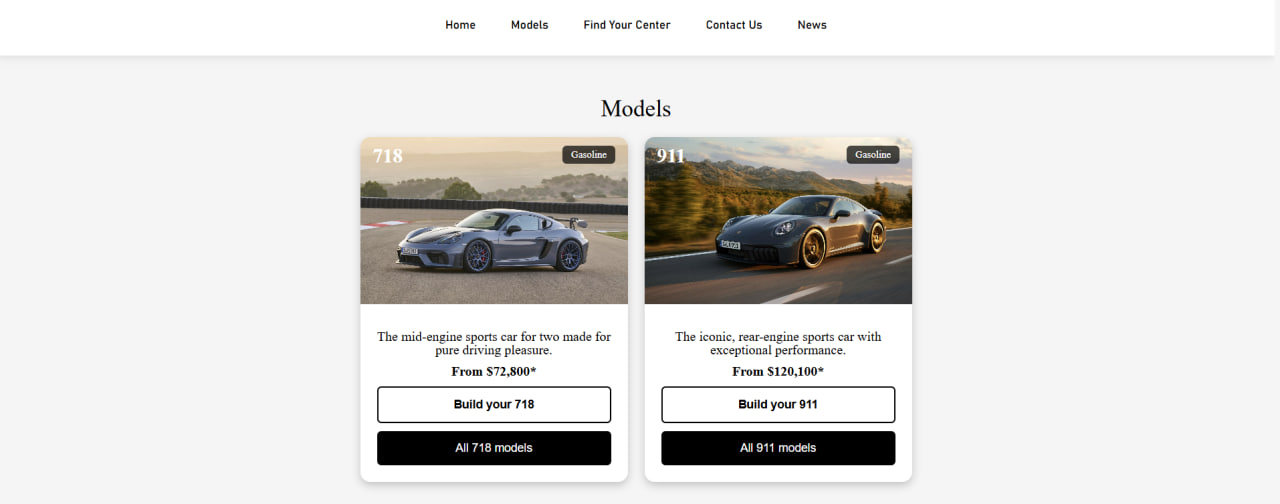 Home Models Find Your Center Contact Us News
Models
718 Gasoline
911 Gasoline
The mid-engine sports car for two made for
pure driving pleasure.
From $72,800*
Build your 718
All 718 models
The iconic, rear-engine sports car with
exceptional performance.
From $120,100*
Build your 911
All 911 models